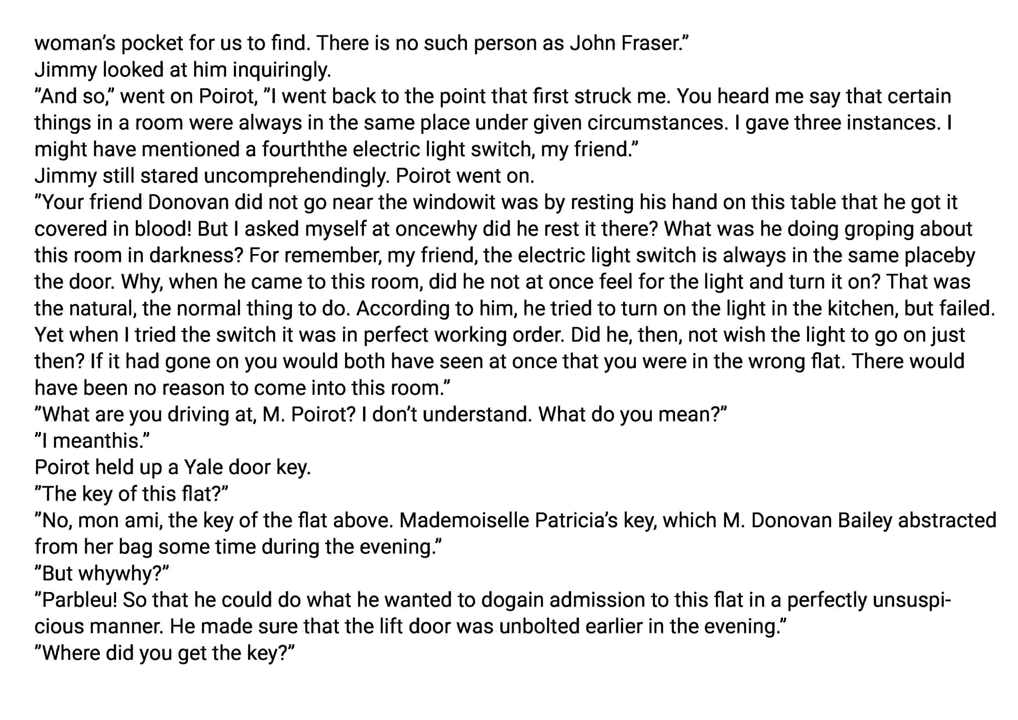 woman's pocket for us to find. There is no such person as John Fraser.”
Jimmy looked at him inquiringly.
”And so,” went on Poirot, ”I went back to the point that first struck me. You heard me say that certain
things in a room were always in the same place under given circumstances. I gave three instances. I
might have mentioned a fourththe electric light switch, my friend.”
Jimmy still stared uncomprehendingly. Poirot went on.
”Your friend Donovan did not go near the windowit was by resting his hand on this table that he got it
covered in blood! But I asked myself at oncewhy did he rest it there? What was he doing groping about
this room in darkness? For remember, my friend, the electric light switch is always in the same placeby
the door. Why, when he came to this room, did he not at once feel for the light and turn it on? That was
the natural, the normal thing to do. According to him, he tried to turn on the light in the kitchen, but failed.
Yet when I tried the switch it was in perfect working order. Did he, then, not wish the light to go on just
then? If it had gone on you would both have seen at once that you were in the wrong flat. There would
have been no reason to come into this room.”
”What are you driving at, M. Poirot? I don't understand. What do you mean?”
”I meanthis.”
Poirot held up a Yale door key.
”The key of this flat?”
”No, mon ami, the key of the flat above. Mademoiselle Patricia's key, which M. Donovan Bailey abstracted
from her bag some time during the evening.”
”But whywhy?”
”Parbleu! So that he could do what he wanted to dogain admission to this flat in a perfectly unsuspi-
cious manner. He made sure that the lift door was unbolted earlier in the evening.”
”Where did you get the key?”